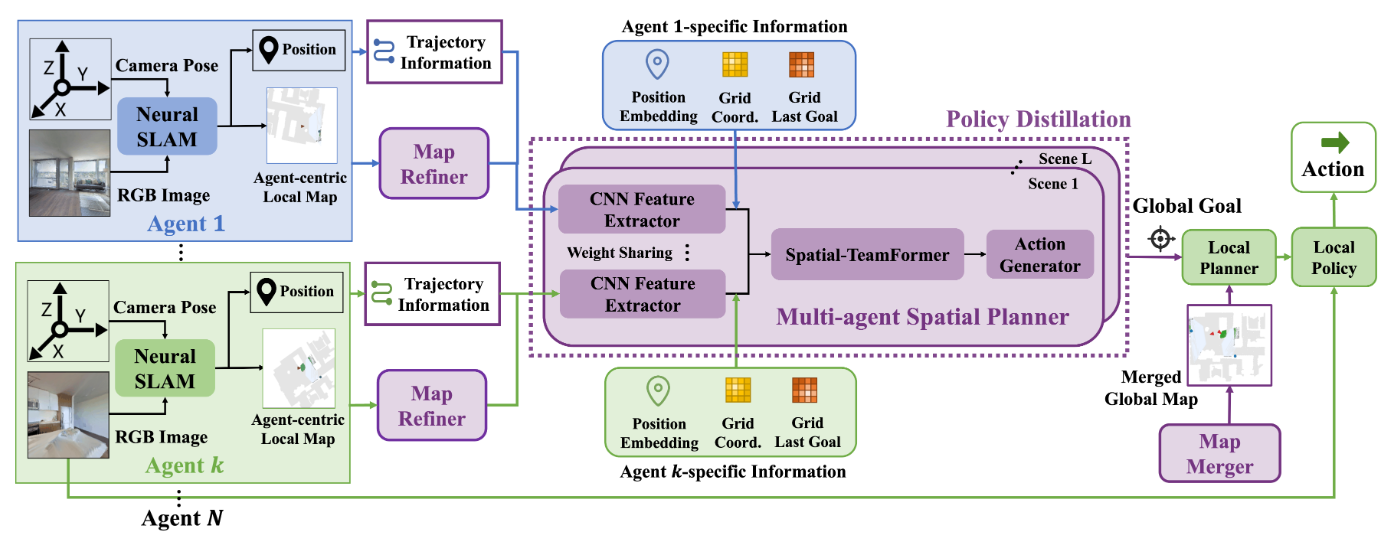 Z
Y
X
Camera Pose
Neural
SLAM
RGB Image
Agent 1
Position
Agent-centric
Local Map
Trajectory
Information
Map
Refiner
Agent 1-specific Information
Position
Embedding
Grid
Coord.
Grid
Last Goal
Policy Distillation
Scene L
Scene 1
CNN Feature
Extractor
Weight Sharing
CNN Feature
Extractor
Spatial-TeamFormer
Action
Generator
Multi-agent Spatial Planner
Global Goal
Local
Planner
Local
Policy
Action
Merged
Global Map
Map
Merger
Z
Y
X
Camera Pose
Neural
SLAM
RGB Image
Agent k
Position
Agent-centric
Local Map
Trajectory
Information
Map
Refiner
Position
Embedding
Grid
Coord.
Grid
Last Goal
Agent k-specific Information
Agent N